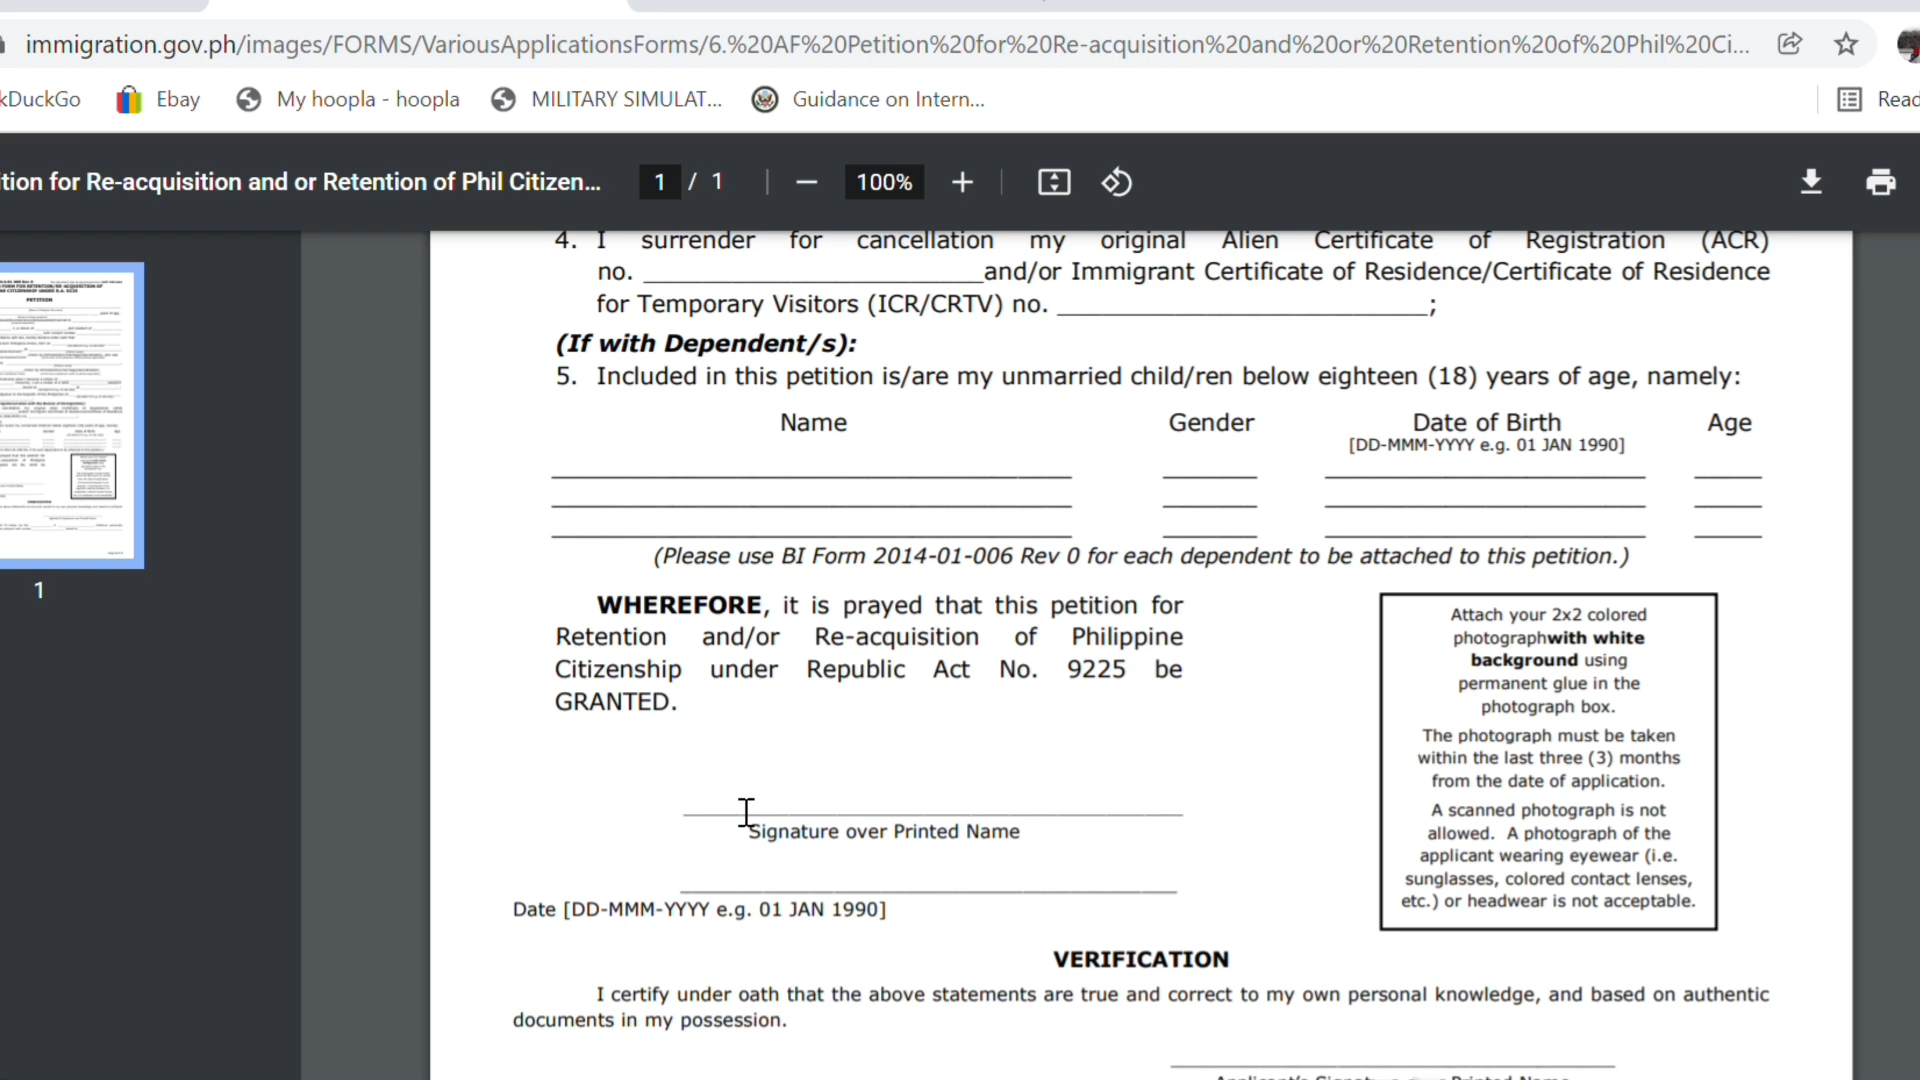 immigration.gov.ph/images/FORMS/VariousApplicationsForms/6.%20AF%20Petition%20for%20Re-acquisition%20and%20or%20Retention%20of%20Phil%20Ci...
kDuckGo Ebay My hoopla - hoopla MILITARY SIMULAT... Guidance on Intern... Read
tion for Re-acquisition and or Retention of Phil Citizen... 1 / 1 100%
4. I surrender for cancellation my original Alien Certificate of Registration (ACR)
no. ____________________and/or Immigrant Certificate of Residence/Certificate of Residence
for Temporary Visitors (ICR/CRTV) no. ______________________;
(If with Dependent/s):
5. Included in this petition is/are my unmarried child/ren below eighteen (18) years of age, namely:
Name Gender Date of Birth Age
[DD-MMM-YYYY e.g. 01 JAN 1990]
(Please use BI Form 2014-01-006 Rev 0 for each dependent to be attached to this petition.)
WHEREFORE, it is prayed that this petition for
Retention and/or Re-acquisition of Philippine
Citizenship under Republic Act No. 9225 be
GRANTED.
Signature over Printed Name
Date [DD-MMM-YYYY e.g. 01 JAN 1990]
Attach your 2x2 colored
photographwith white
background using
permanent glue in the
photograph box.
The photograph must be taken
within the last three (3) months
from the date of application.
A scanned photograph is not
allowed. A photograph of the
applicant wearing eyewear (i.e.
sunglasses, colored contact lenses,
etc.) or headwear is not acceptable.
VERIFICATION
I certify under oath that the above statements are true and correct to my own personal knowledge, and based on authentic
documents in my possession.
1
PETITION